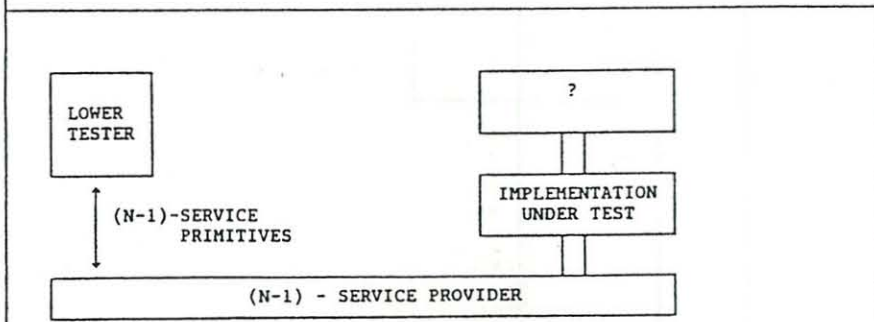 LOWER
TESTER
?
(N-1)-SERVICE
PRIMITIVES
IMPLEMENTATION
UNDER TEST
(N-1) - SERVICE PROVIDER